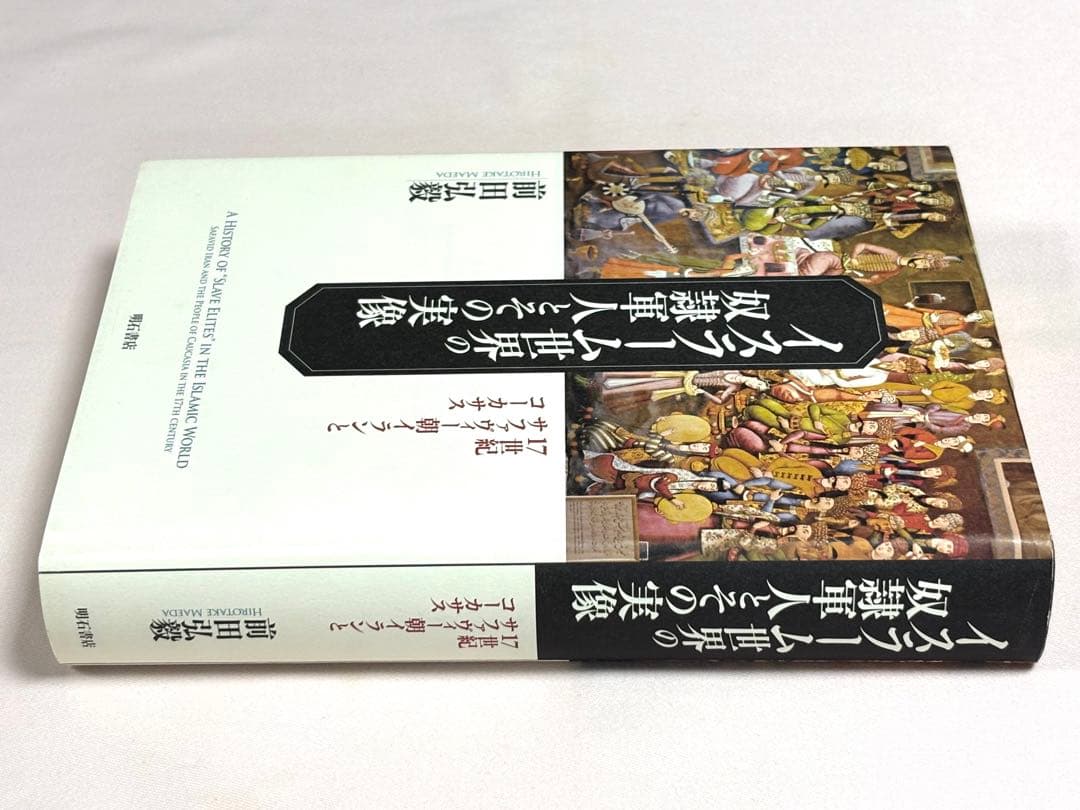 イスラーム世界の
奴隷軍人とその実像
17世紀
サファヴィー朝イランと
コーカサス
前田弘毅
HIROTAKE MAEDA
A HISTORY OF "SLAVE ELITES" IN THE ISLAMIC WORLD
SAFAVID IRAN AND THE PEOPLE OF CAUCASIA IN THE 17TH CENTURY
明石書店
イスラーム世界の
奴隷軍人とその実像
17世紀
サファヴィー朝イランと
コーカサス
前田弘毅
HIROTAKE MAEDA
明石書店